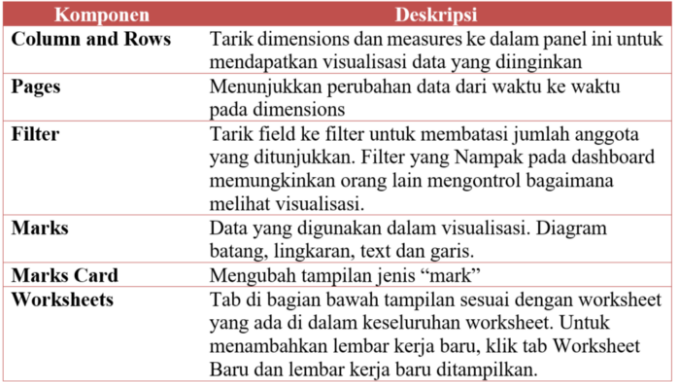 Komponen Deskripsi
Column and Rows Tarik dimensions dan measures ke dalam panel ini untuk
mendapatkan visualisasi data yang diinginkan
Pages Menunjukkan perubahan data dari waktu ke waktu
pada dimensions
Filter Tarik field ke filter untuk membatasi jumlah anggota
yang ditunjukkan. Filter yang Nampak pada dashboard
memungkinkan orang lain mengontrol bagaimana
melihat visualisasi.
Marks Data yang digunakan dalam visualisasi. Diagram
batang, lingkaran, text dan garis.
Marks Card Mengubah tampilan jenis “mark”
Worksheets Tab di bagian bawah tampilan sesuai dengan worksheet
yang ada di dalam keseluruhan worksheet. Untuk
menambahkan lembar kerja baru, klik tab Worksheet
Baru dan lembar kerja baru ditampilkan.